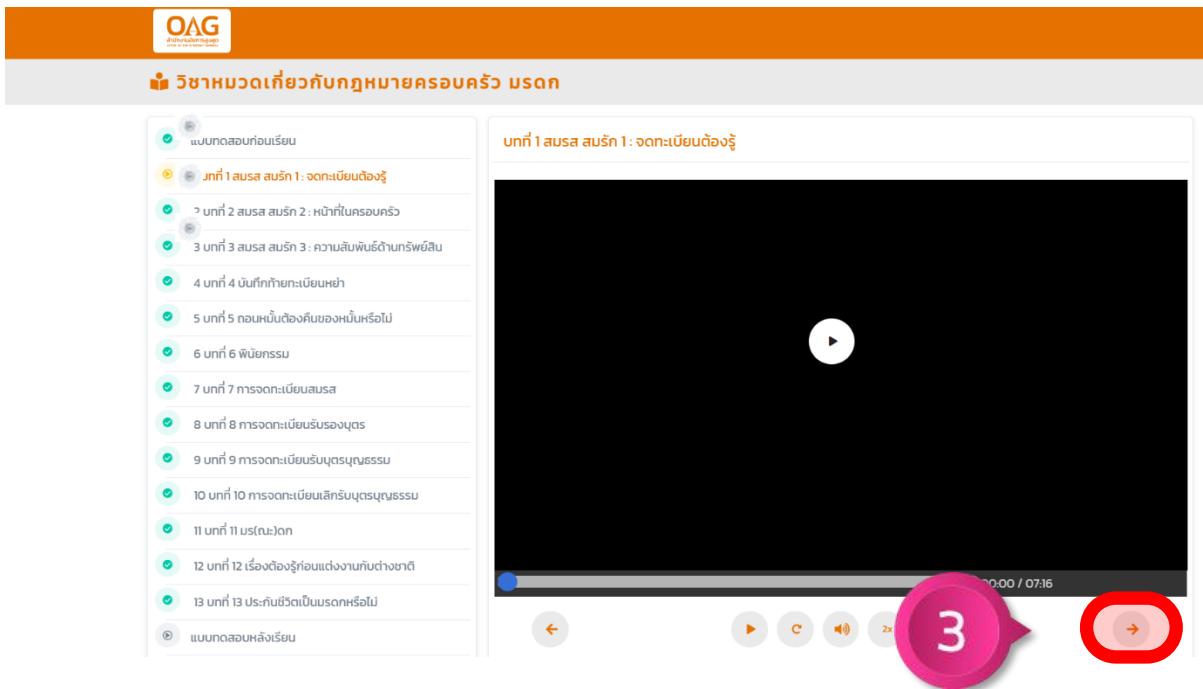 OAG
สำนักงานอัยการสูงสุด
วิชาหมวดเกี่ยวกับกฎหมายครอบครัว มรดก
แบบทดสอบก่อนเรียน
บทที่ 1 สมรส สมรัก 1 : จดทะเบียนต้องรู้
2 บทที่ 2 สมรส สมรัก 2 : หน้าที่ในครอบครัว
3 บทที่ 3 สมรส สมรัก 3 : ความสัมพันธ์ด้านทรัพย์สิน
4 บทที่ 4 บันทึกท้ายทะเบียนหย่า
5 บทที่ 5 ถอนหมั้นต้องคืนของหมั้นหรือไม่
6 บทที่ 6 พินัยกรรม
7 บทที่ 7 การจดทะเบียนสมรส
8 บทที่ 8 การจดทะเบียนรับรองบุตร
9 บทที่ 9 การจดทะเบียนรับบุตรบุญธรรม
10 บทที่ 10 การจดทะเบียนเลิกรับบุตรบุญธรรม
11 บทที่ 11 มร(ณะ)ดก
12 บทที่ 12 เรื่องต้องรู้ก่อนแต่งงานกับต่างชาติ
13 บทที่ 13 ประกันชีวิตเป็นมรดกหรือไม่
แบบทดสอบหลังเรียน
บทที่ 1 สมรส สมรัก 1 : จดทะเบียนต้องรู้
00:00 / 07:16
2x
3